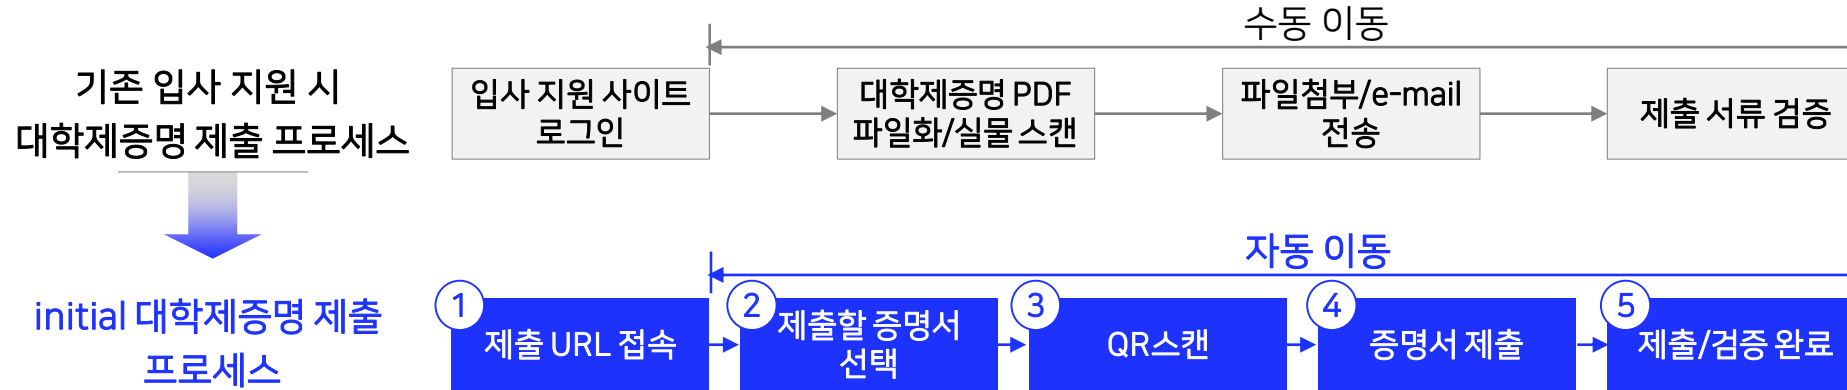 수동 이동
기존 입사 지원 시
대학제증명 제출 프로세스
입사 지원 사이트
로그인
대학제증명 PDF
파일화/실물 스캔
파일첨부/e-mail
전송
제출 서류 검증
자동 이동
initial 대학제증명 제출
프로세스
1
제출 URL 접속
2
제출할 증명서
선택
3
QR스캔
4
증명서 제출
5
제출/검증 완료